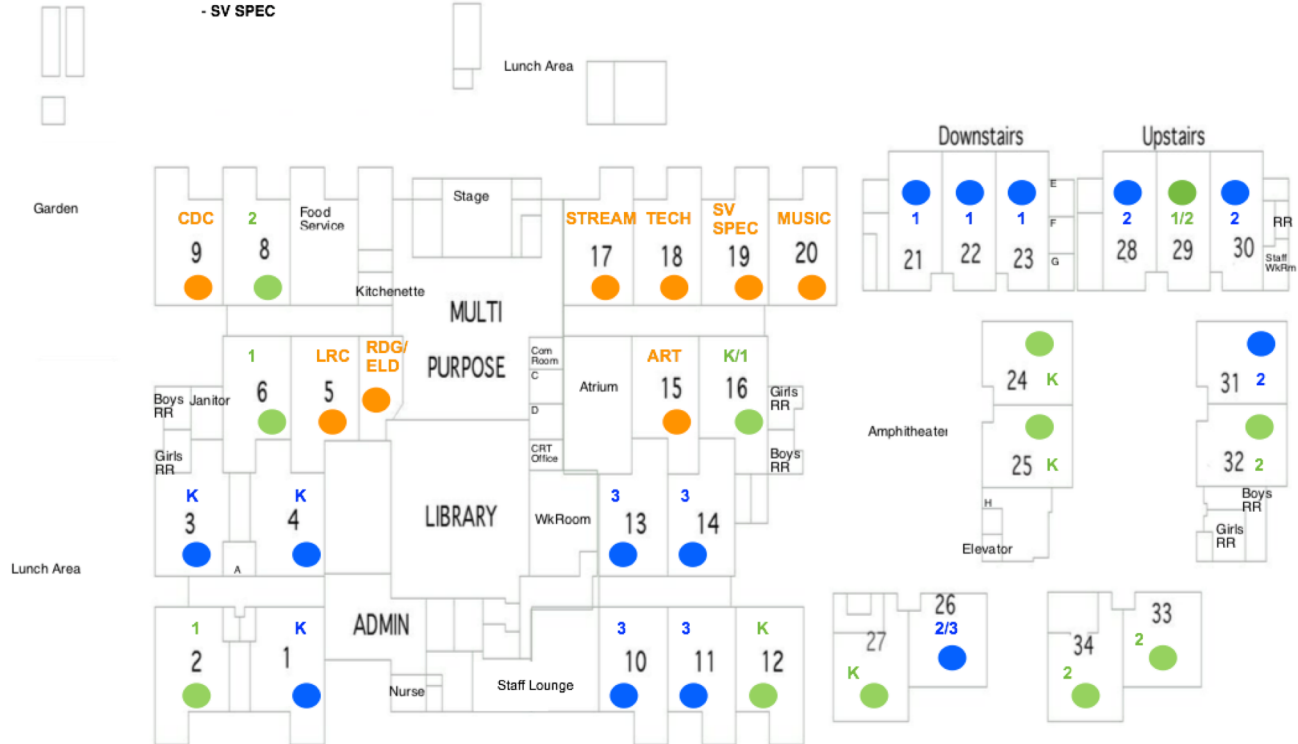 - SV SPEC
Lunch Area
Downstairs
Upstairs
Garden
CDC
9
2
8
Food
Service
Kitchenette
Stage
MULTI
PURPOSE
STREAM
17
TECH
18
SV
SPEC
19
MUSIC
20
1
21
1
22
1
23
E
F
G
2
28
1/2
29
2
30
RR
Staff
WkRm
1
6
LRC
5
RDG/
ELD
Com
Room
C
D
CRT
Office
Atrium
ART
15
K/1
16
Girls
RR
Boys
RR
Boys
RR
Janitor
Girls
RR
24
K
25
K
H
Elevator
Amphitheater
31
2
32
2
Boys
RR
Girls
RR
K
3
K
4
A
LIBRARY
WkRoom
3
13
3
14
Lunch Area
1
2
K
1
ADMIN
Nurse
Staff Lounge
3
10
3
11
K
12
27
K
26
2/3
34
2
33
2